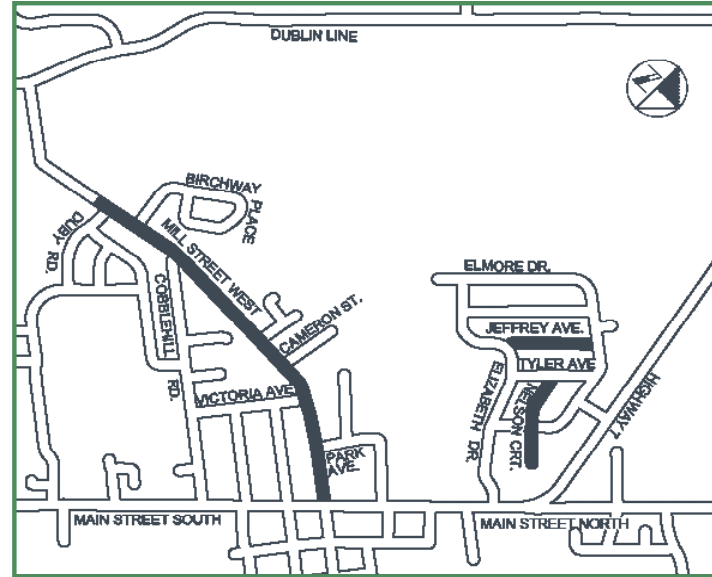 DUBLIN LINE
BIRCHWAY
PLACE
DUBY RD.
MILL STREET WEST
COBBLEHILL
RD.
CAMERON ST.
ELMORE DR.
JEFFREY AVE.
TYLER AVE
HIGHWAY 7
VICTORIA AVE
ELIZABETH DR.
NELSON CRT.
PARK
AVE.
MAIN STREET SOUTH
MAIN STREET NORTH